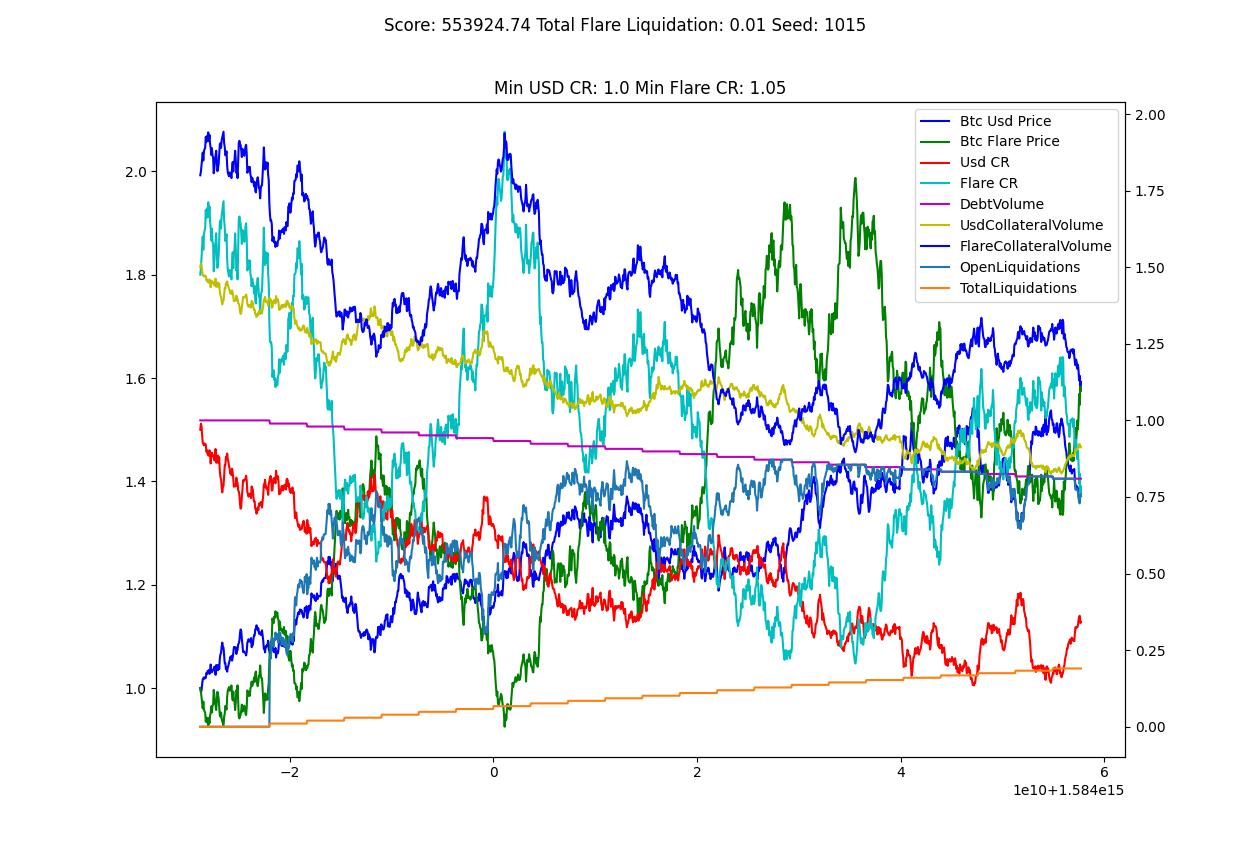 Score: 553924.74 Total Flare Liquidation: 0.01 Seed: 1015
Min USD CR: 1.0 Min Flare CR: 1.05
Btc Usd Price
Btc Flare Price
Usd CR
Flare CR
DebtVolume
UsdCollateralVolume
FlareCollateralVolume
OpenLiquidations
TotalLiquidations
2.0
1.8
1.6
1.4
1.2
1.0
2.00
1.75
1.50
1.25
1.00
0.75
0.50
0.25
0.00
−2
0
2
4
6
1e10+1.584e15